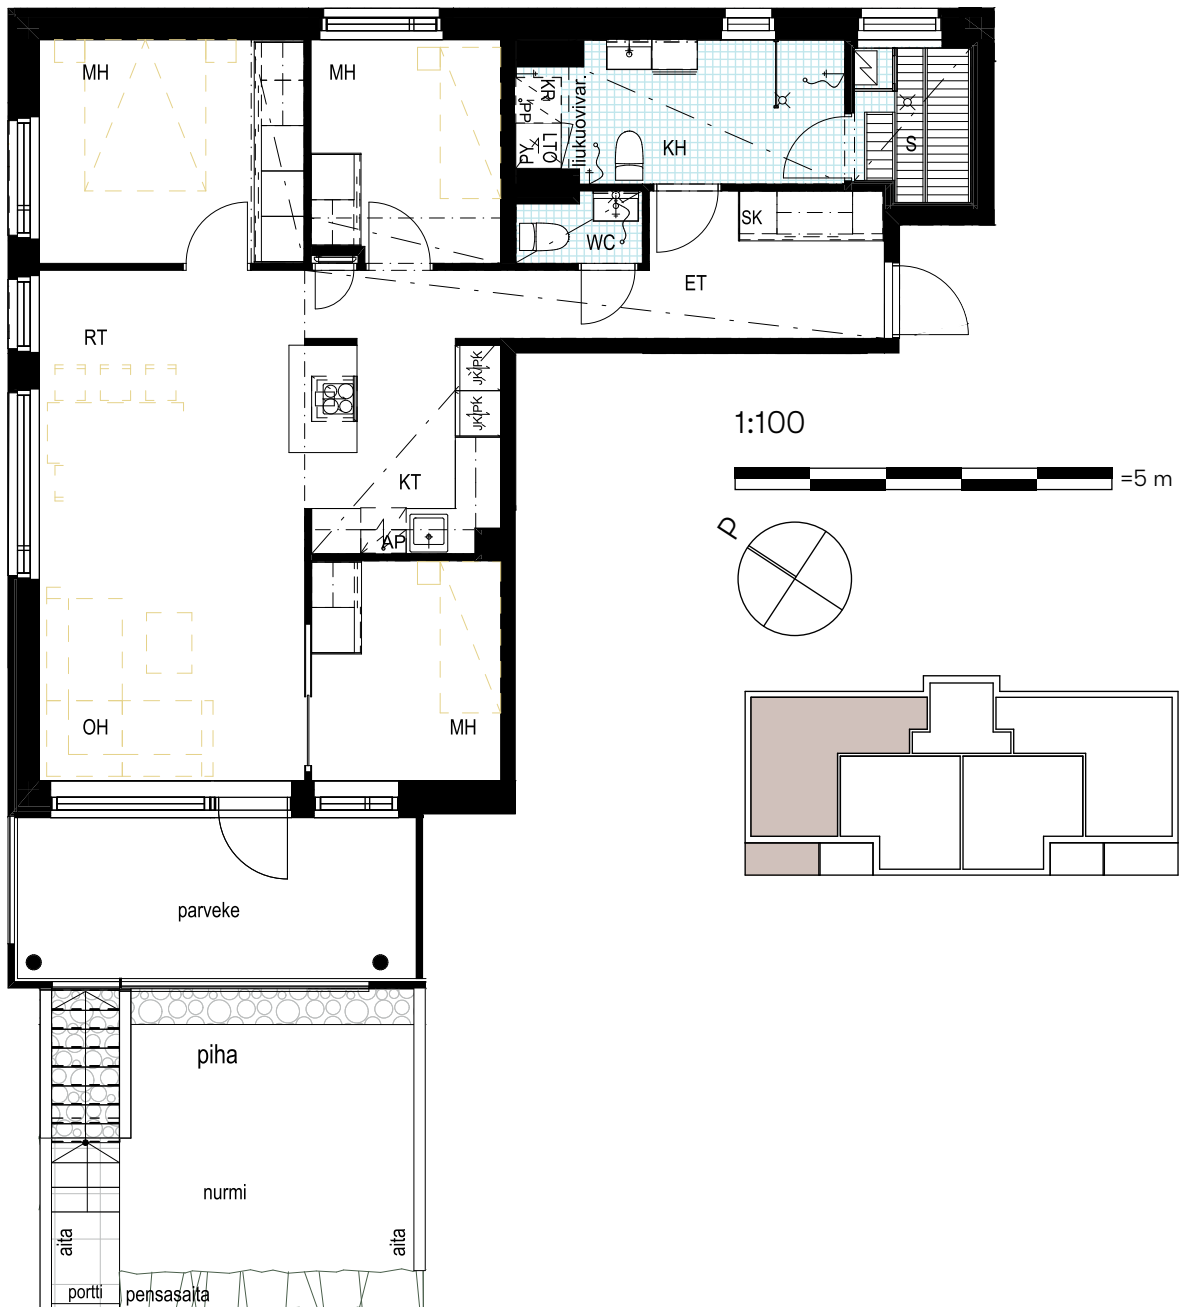 MH
MH
KR
PP
liukuovivar.
PY
LTO
KH
S
WC
SK
ET
RT
JK/PK
JK/PK
1:100
=5 m
KT
AP
P
OH
MH
parveke
piha
nurmi
aita
aita
portti
pensasaita